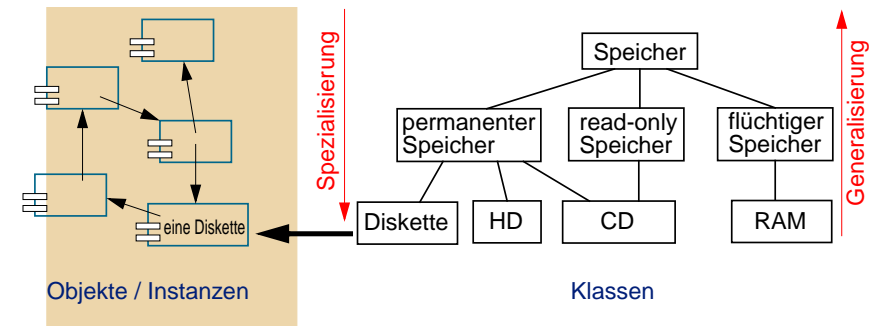 Spezialisierung
Generalisierung
Speicher
permanenter
Speicher
read-only
Speicher
flüchtiger
Speicher
eine Diskette
Diskette
HD
CD
RAM
Objekte / Instanzen
Klassen